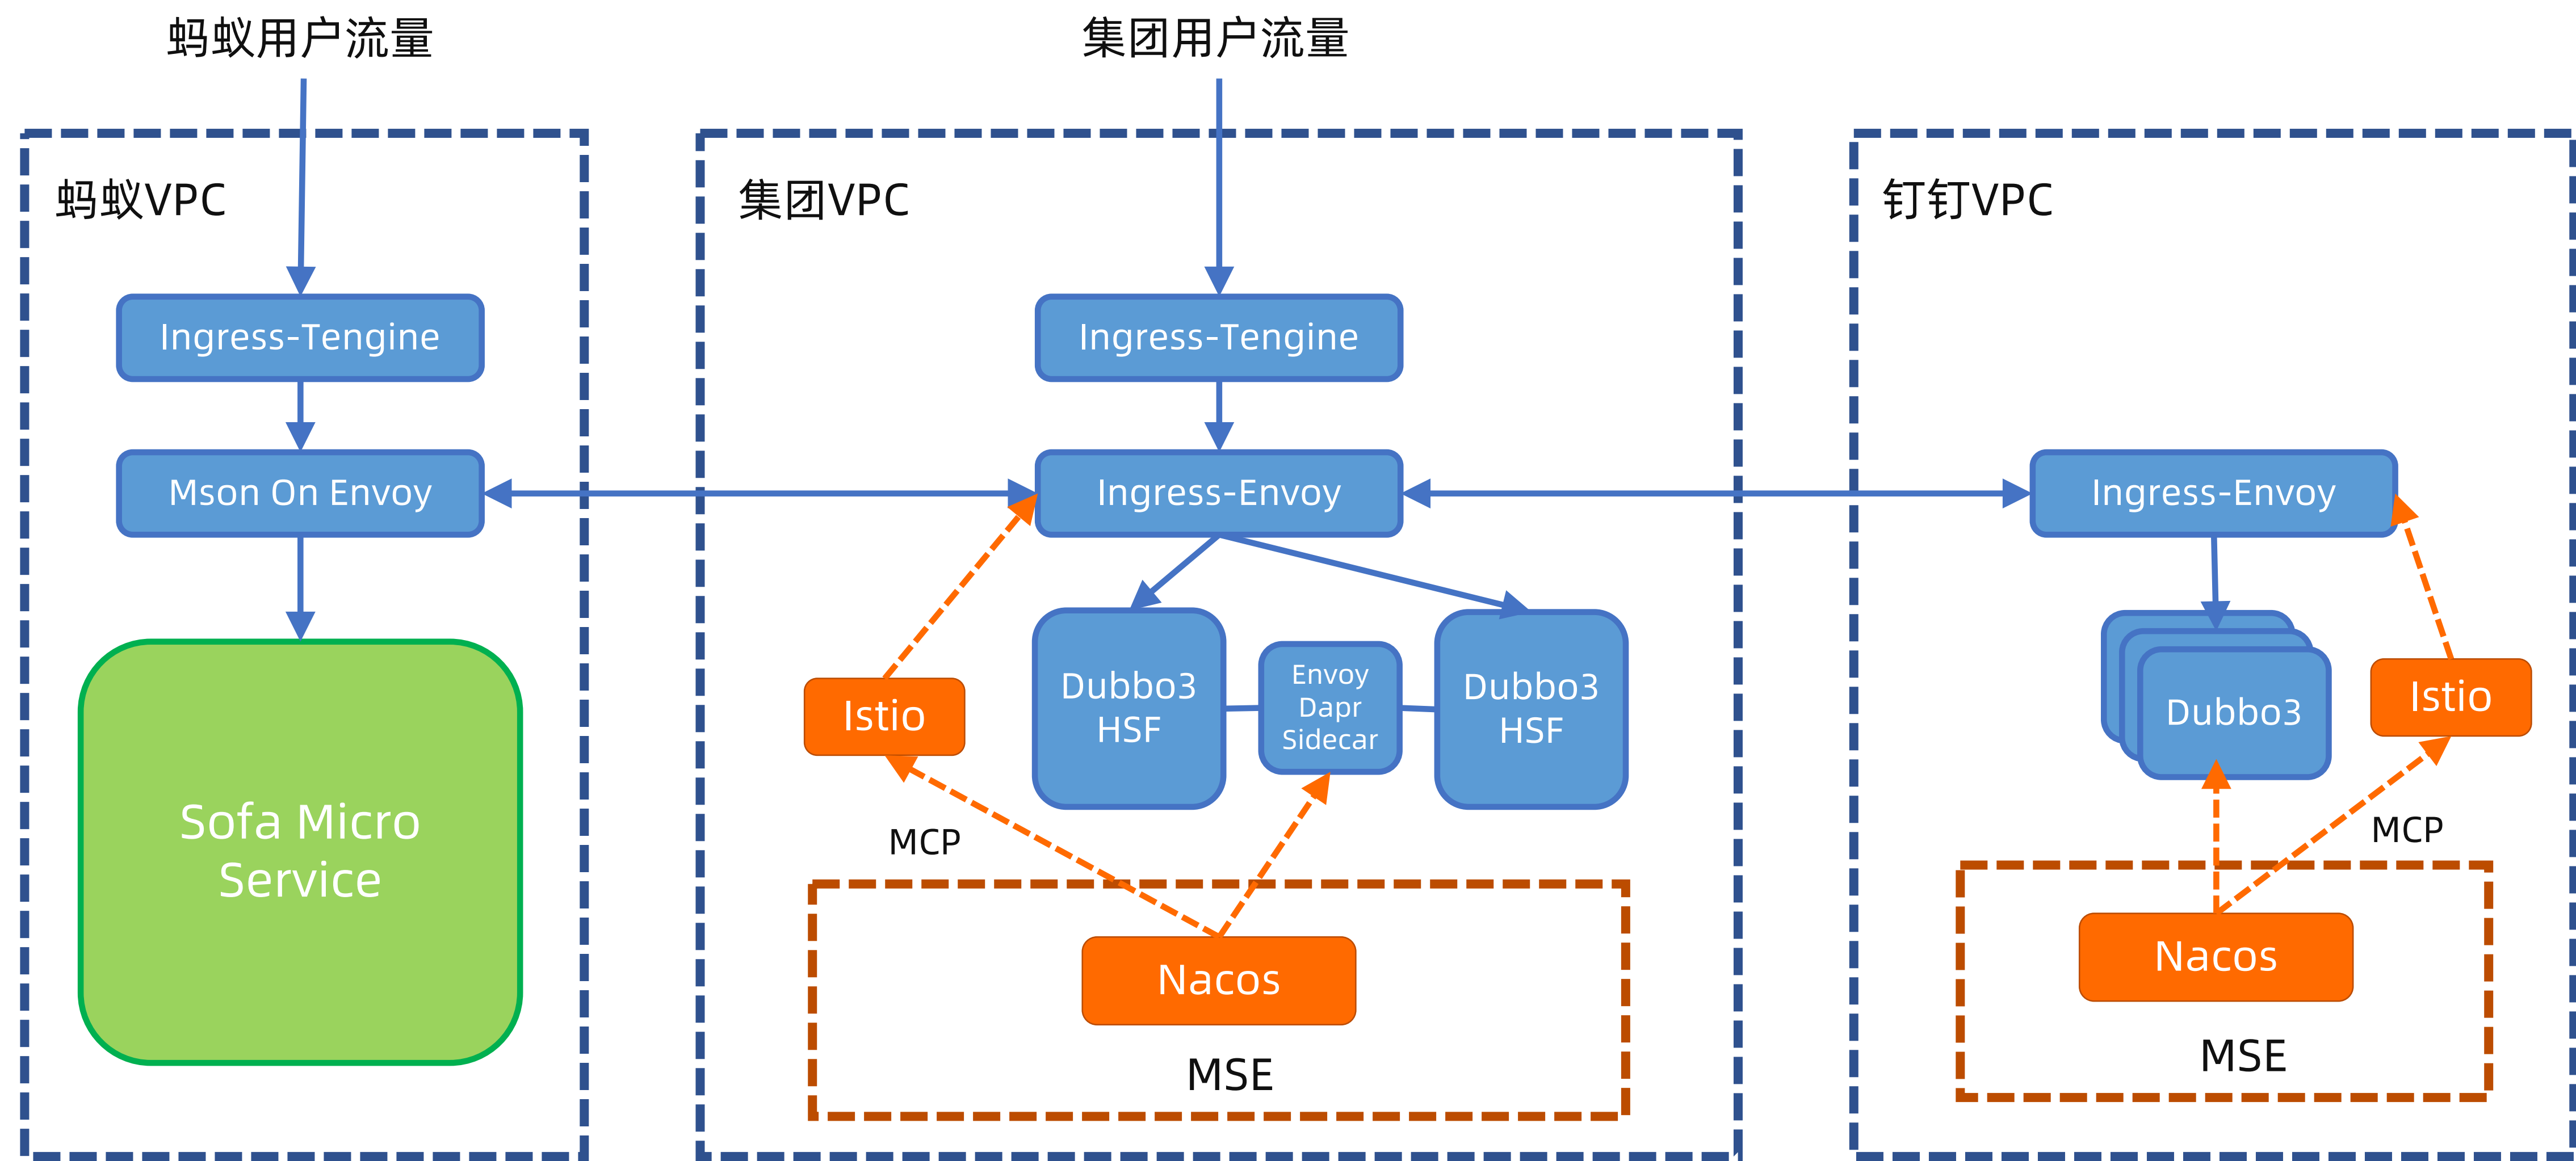 蚂蚁用户流量
集团用户流量
蚂蚁VPC
Ingress-Tengine
Mson On Envoy
Sofa Micro
Service
集团VPC
Ingress-Tengine
Ingress-Envoy
Istio
Dubbo3
HSF
Envoy
Dapr
Sidecar
Dubbo3
HSF
MCP
Nacos
MSE
钉钉VPC
Ingress-Envoy
Dubbo3
Istio
MCP
Nacos
MSE